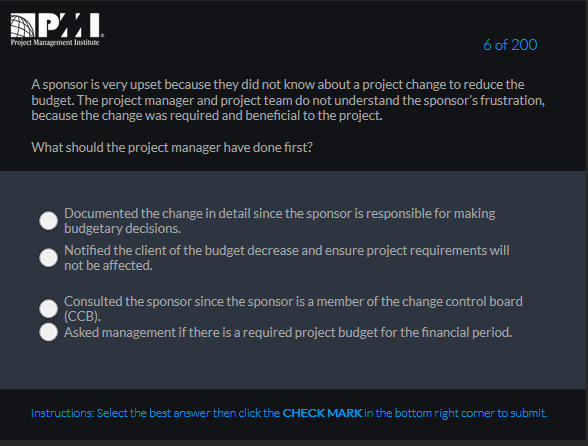 PMI
Project Management Institute
6 of 200
A sponsor is very upset because they did not know about a project change to reduce the
budget. The project manager and project team do not understand the sponsor's frustration,
because the change was required and beneficial to the project.
What should the project manager have done first?
Documented the change in detail since the sponsor is responsible for making
budgetary decisions.
Notified the client of the budget decrease and ensure project requirements will
not be affected.
Consulted the sponsor since the sponsor is a member of the change control board
(CCB).
Asked management if there is a required project budget for the financial period.
Instructions: Select the best answer then click the CHECK MARK in the bottom right corner to submit.